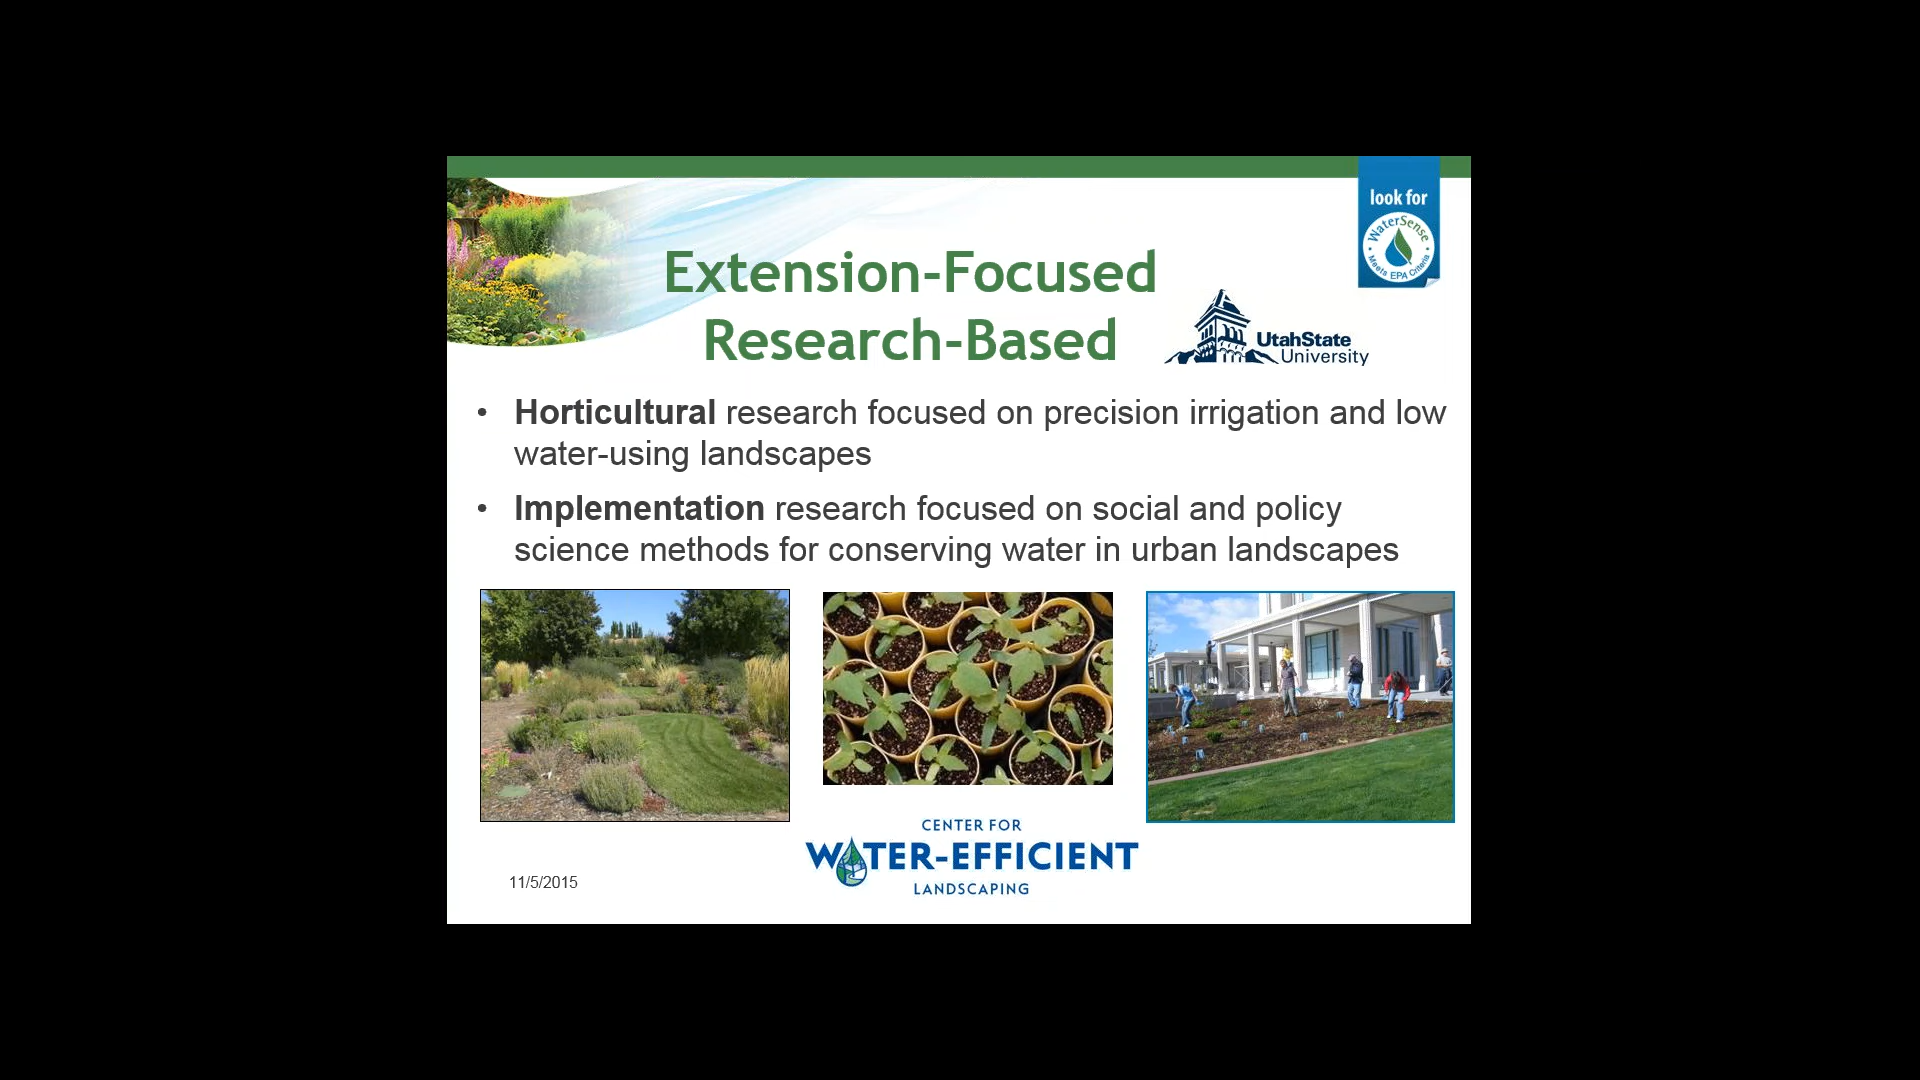 look for
WaterSense
Meets EPA Criteria
Extension-Focused
Research-Based
UtahState
University
• Horticultural research focused on precision irrigation and low
water-using landscapes
• Implementation research focused on social and policy
science methods for conserving water in urban landscapes
CENTER FOR
WATER-EFFICIENT
LANDSCAPING
11/5/2015